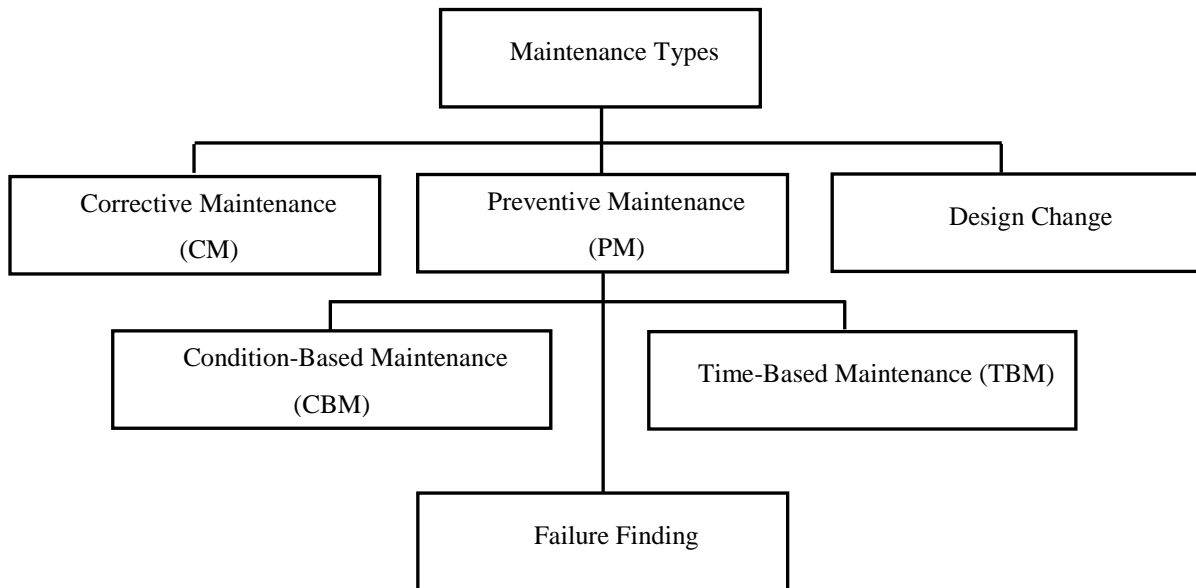 Maintenance Types
Corrective Maintenance
(CM)
Preventive Maintenance
(PM)
Design Change
Condition-Based Maintenance
(CBM)
Time-Based Maintenance (TBM)
Failure Finding